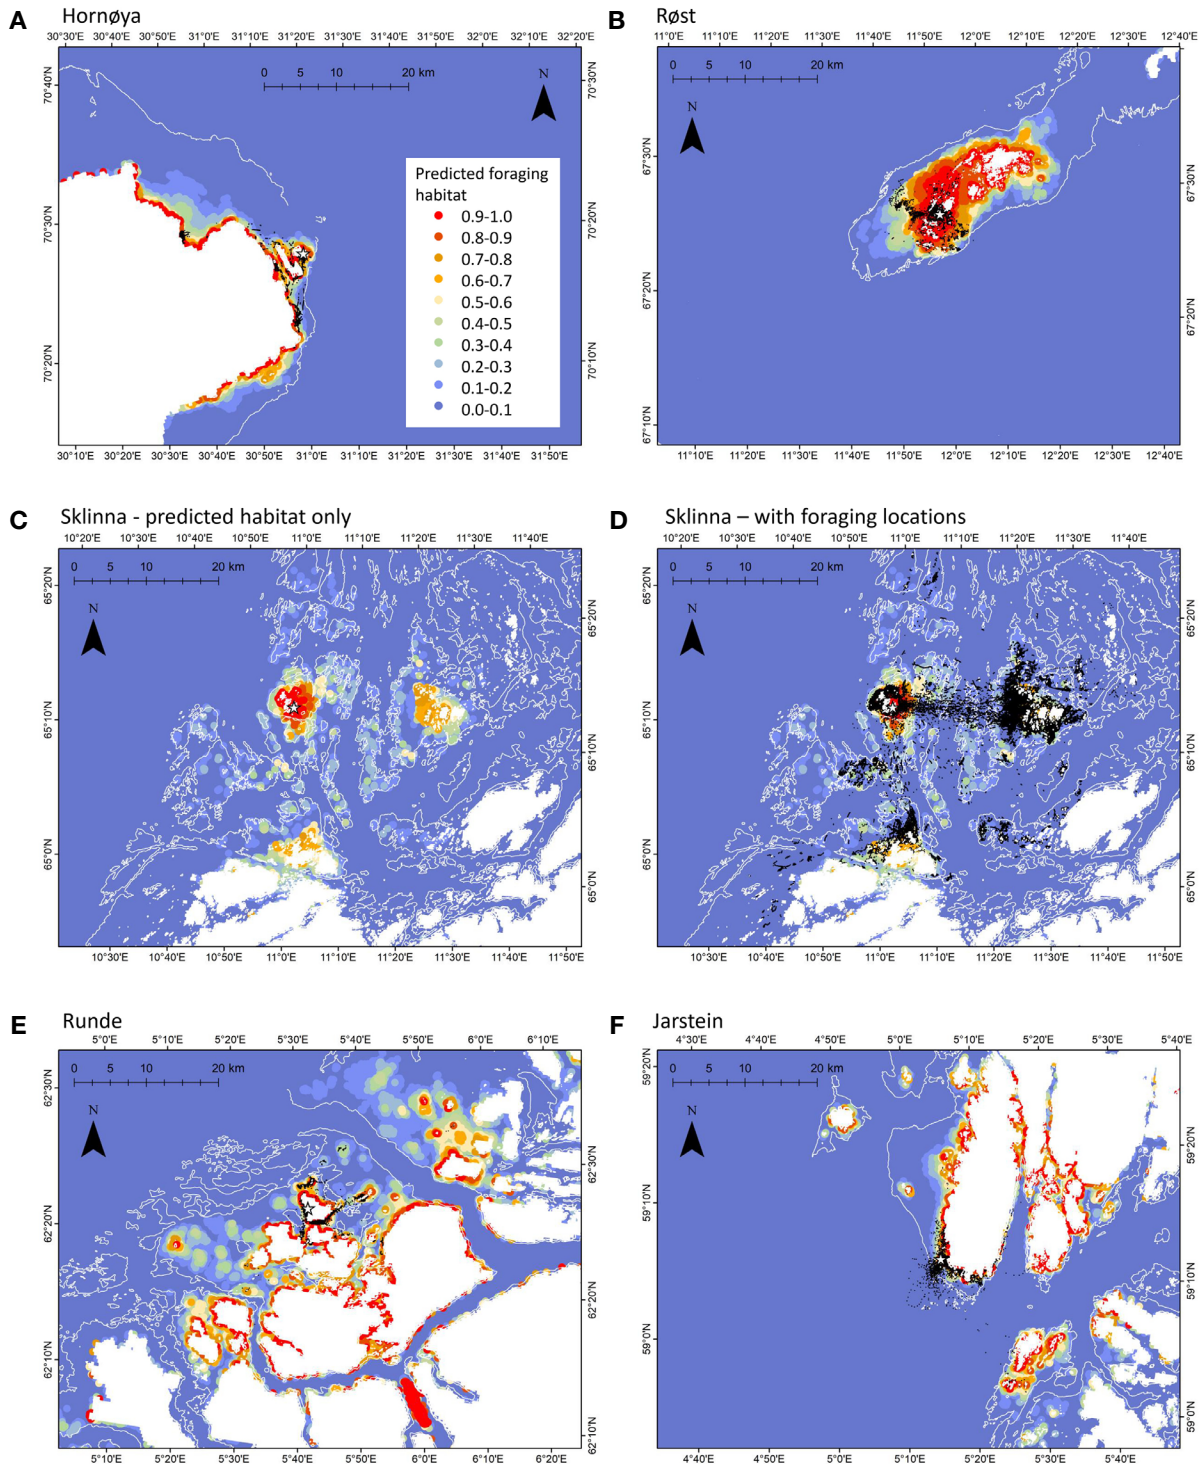 A Hornøya
30°30'E 30°40'E 30°50'E 31°0'E 31°10'E 31°20'E 31°30'E 31°40'E 31°50'E 32°0'E 32°10'E 32°20'E
0 5 10 20 km
N
70°40'N
70°30'N
70°20'N
70°30'N
70°20'N
70°10'N
Predicted foraging
habitat
0.9-1.0
0.8-0.9
0.7-0.8
0.6-0.7
0.5-0.6
0.4-0.5
0.3-0.4
0.2-0.3
0.1-0.2
0.0-0.1
30°10'E 30°20'E 30°30'E 30°40'E 30°50'E 31°0'E 31°10'E 31°20'E 31°30'E 31°40'E 31°50'E
B Røst
11°0'E 11°10'E 11°20'E 11°30'E 11°40'E 11°50'E 12°0'E 12°10'E 12°20'E 12°30'E 12°40'E
0 5 10 20 km
N
67°30'N
67°20'N
67°10'N
67°30'N
67°20'N
11°10'E 11°20'E 11°30'E 11°40'E 11°50'E 12°0'E 12°10'E 12°20'E 12°30'E 12°40'E
C Sklinna - predicted habitat only
10°20'E 10°30'E 10°40'E 10°50'E 11°0'E 11°10'E 11°20'E 11°30'E 11°40'E
0 5 10 20 km
N
65°20'N
65°10'N
65°0'N
65°20'N
65°10'N
65°0'N
10°30'E 10°40'E 10°50'E 11°0'E 11°10'E 11°20'E 11°30'E 11°40'E 11°50'E
D Sklinna – with foraging locations
10°20'E 10°30'E 10°40'E 10°50'E 11°0'E 11°10'E 11°20'E 11°30'E 11°40'E
0 5 10 20 km
N
65°20'N
65°10'N
65°0'N
65°20'N
65°10'N
65°0'N
10°30'E 10°40'E 10°50'E 11°0'E 11°10'E 11°20'E 11°30'E 11°40'E 11°50'E
E Runde
5°0'E 5°10'E 5°20'E 5°30'E 5°40'E 5°50'E 6°0'E 6°10'E
0 5 10 20 km
N
62°30'N
62°20'N
62°10'N
62°30'N
62°20'N
62°10'N
5°10'E 5°20'E 5°30'E 5°40'E 5°50'E 6°0'E 6°10'E
F Jarstein
4°30'E 4°40'E 4°50'E 5°0'E 5°10'E 5°20'E 5°30'E 5°40'E
0 5 10 20 km
N
59°20'N
59°10'N
59°0'N
59°20'N
59°10'N
59°0'N
4°40'E 4°50'E 5°0'E 5°10'E 5°20'E 5°30'E 5°40'E